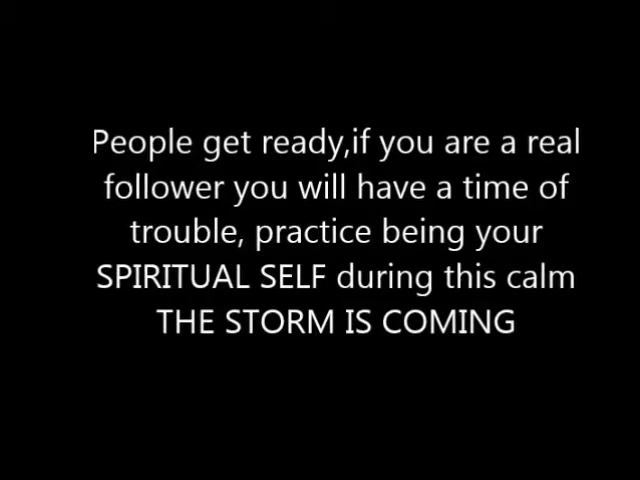 People get ready,if you are a real
follower you will have a time of
trouble, practice being your
SPIRITUAL SELF during this calm
THE STORM IS COMING